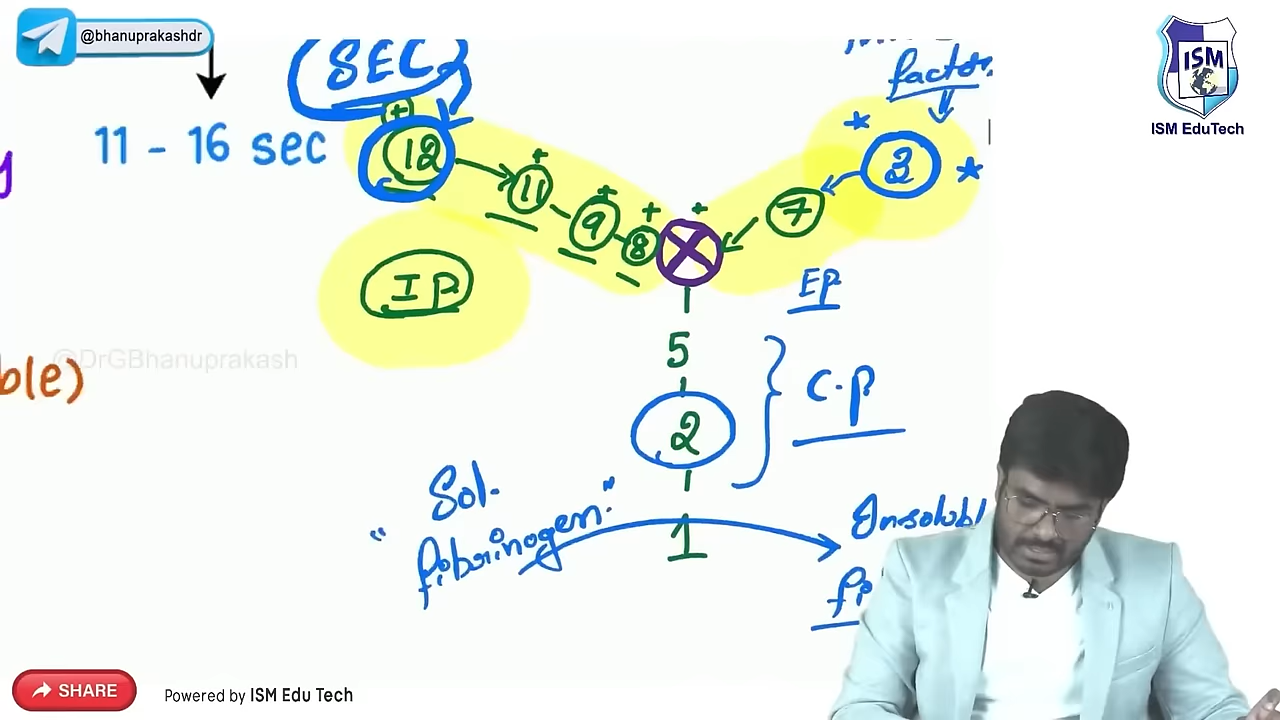 @bhanuprakashdr
SEC
factor.
ISM
ISM EduTech
11 - 16 sec
y
+
12
+
11
+
9
+
8
+
X
7
3
*
*
IP
EP
5
@DrGBhanuprakash
ble)
2
C.P
" Sol.
fibrinogen."
1
Insolubl
SHARE
Powered by ISM Edu Tech